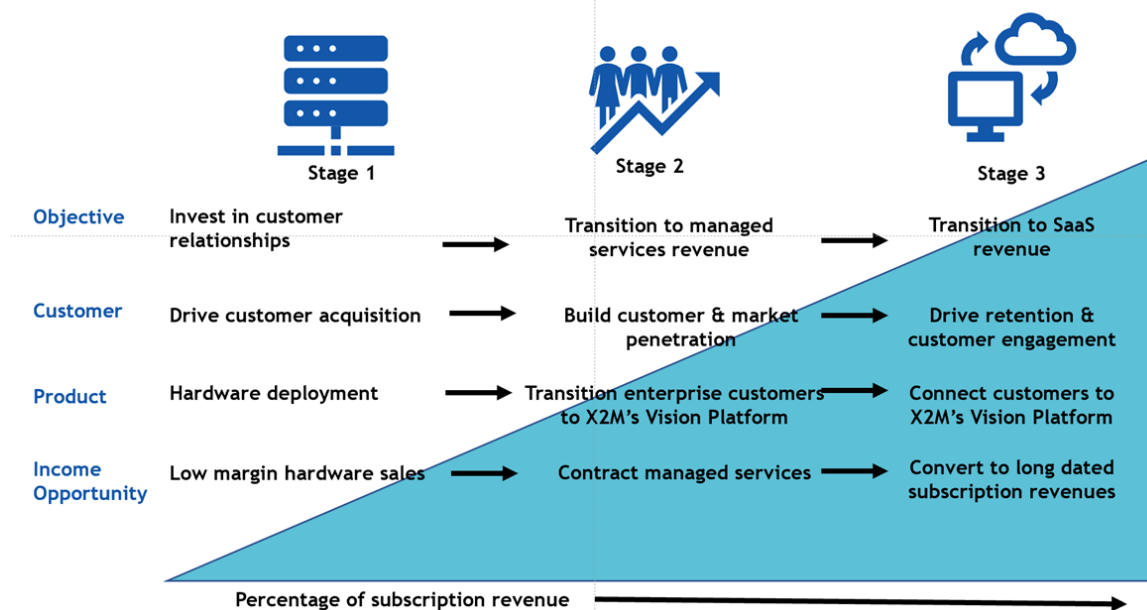 Stage 1
Stage 2
Stage 3
Objective
Invest in customer
relationships
Transition to managed
services revenue
Transition to SaaS
revenue
Customer
Drive customer acquisition
Build customer & market
penetration
Drive retention &
customer engagement
Product
Hardware deployment
Transition enterprise customers
to X2M’s Vision Platform
Connect customers to
X2M’s Vision Platform
Income
Opportunity
Low margin hardware sales
Contract managed services
Convert to long dated
subscription revenues
Percentage of subscription revenue